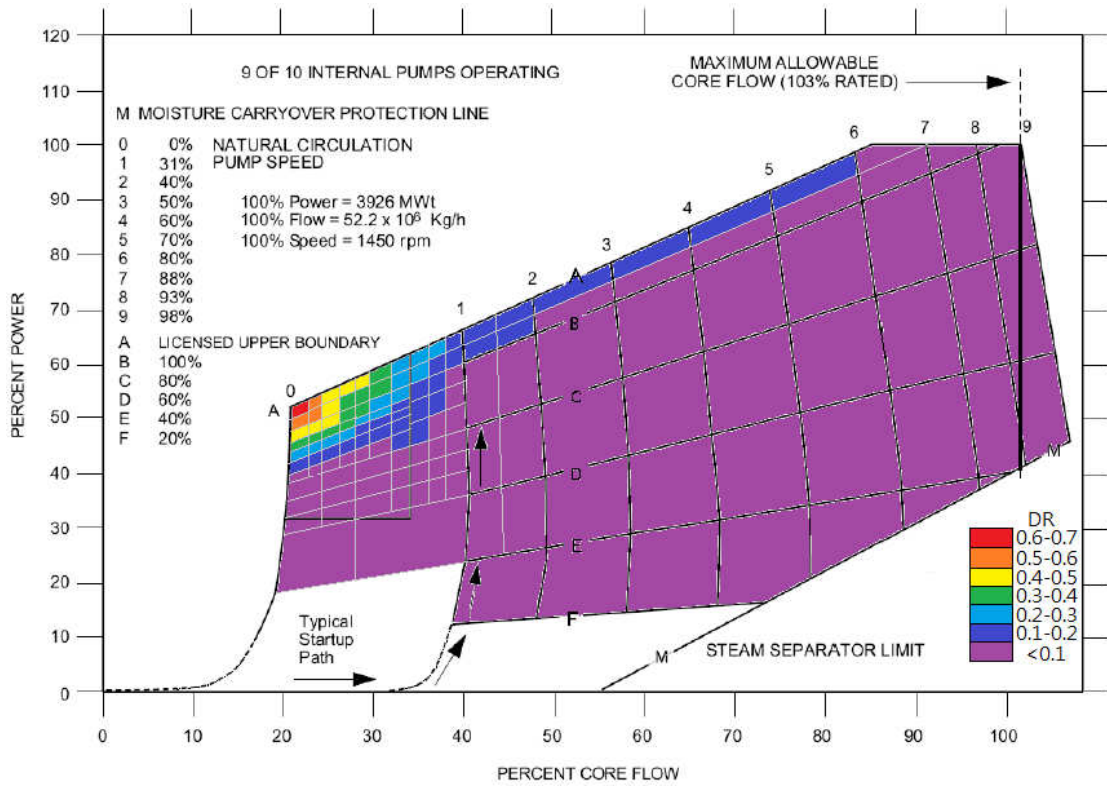 120
110
100
90
80
70
60
50
40
30
20
10
0
PERCENT POWER
9 OF 10 INTERNAL PUMPS OPERATING
MAXIMUM ALLOWABLE
CORE FLOW (103% RATED)
M MOISTURE CARRYOVER PROTECTION LINE
0 0% NATURAL CIRCULATION
1 31% PUMP SPEED
2 40%
3 50% 100% Power = 3926 MWt
4 60% 100% Flow = 52.2 x 10⁶ Kg/h
5 70% 100% Speed = 1450 rpm
6 80%
7 88%
8 93%
9 98%
A LICENSED UPPER BOUNDARY
B 100%
C 80%
D 60%
E 40%
F 20%
0
1
2
3
4
5
6
7
8
9
A
A
B
C
D
E
F
M
M
Typical
Startup
Path
STEAM SEPARATOR LIMIT
DR
0.6-0.7
0.5-0.6
0.4-0.5
0.3-0.4
0.2-0.3
0.1-0.2
<0.1
0 10 20 30 40 50 60 70 80 90 100
PERCENT CORE FLOW